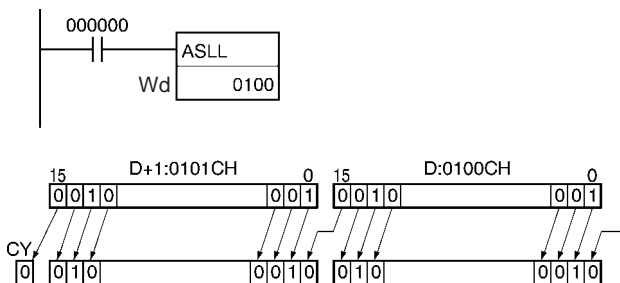 000000
ASLL
Wd 0100
15 D+1:0101CH 0 15 D:0100CH 0
0 0 1 0 0 0 1 0 0 1 0 0 0 1
CY
0 0 1 0 0 0 1 0 0 1 0 0 0 1 0